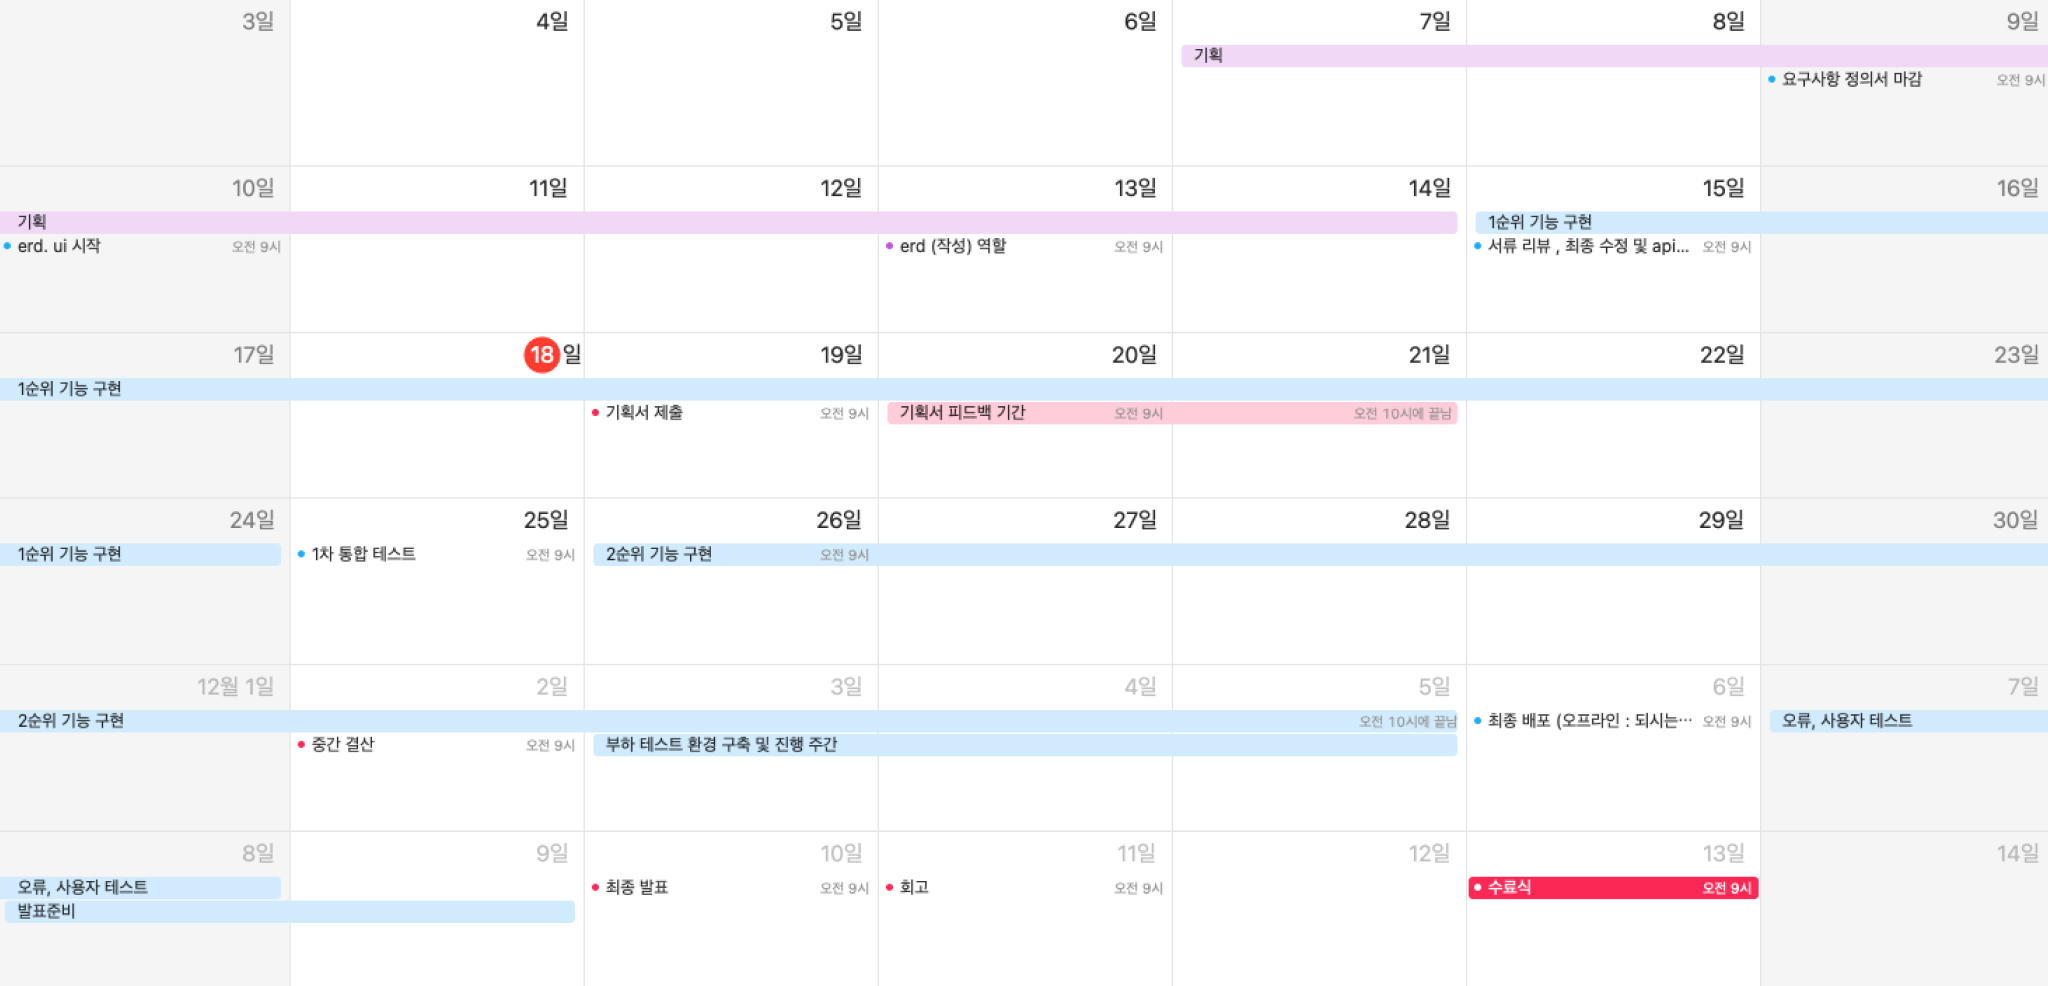 3일
4일
5일
6일
7일
8일
9일
기획
요구사항 정의서 마감 오전 9시
10일
11일
12일
13일
14일
15일
16일
기획
1순위 기능 구현
erd. ui 시작 오전 9시
erd (작성) 역할 오전 9시
서류 리뷰 , 최종 수정 및 api... 오전 9시
17일
18일
19일
20일
21일
22일
23일
1순위 기능 구현
기획서 제출 오전 9시
기획서 피드백 기간 오전 9시 오전 10시에 끝남
24일
25일
26일
27일
28일
29일
30일
1순위 기능 구현
1차 통합 테스트 오전 9시
2순위 기능 구현 오전 9시
12월 1일
2일
3일
4일
5일
6일
7일
2순위 기능 구현 오전 10시에 끝남
최종 배포 (오프라인 : 되시는… 오전 9시
오류, 사용자 테스트
중간 결산 오전 9시
부하 테스트 환경 구축 및 진행 주간
8일
9일
10일
11일
12일
13일
14일
오류, 사용자 테스트
최종 발표 오전 9시
회고 오전 9시
수료식 오전 9시
발표준비